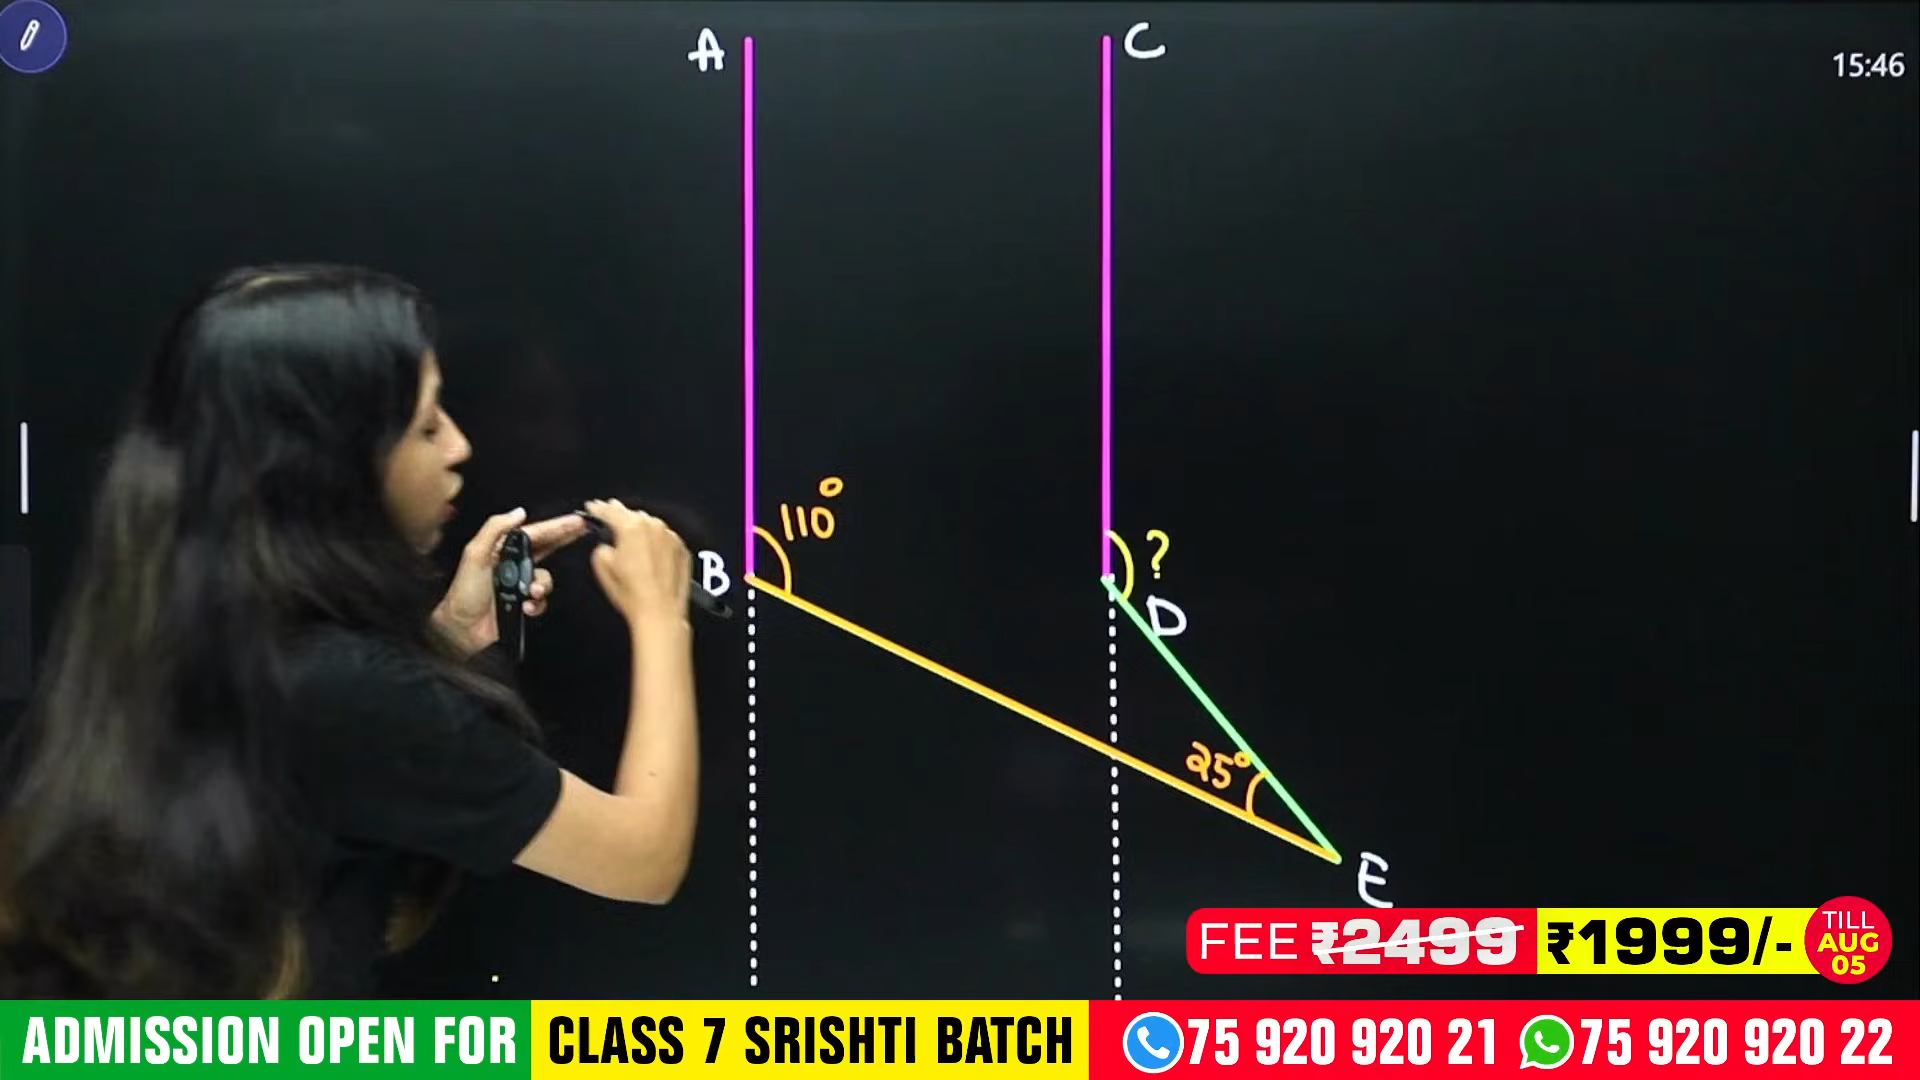 A
C
15:46
110°
B
?
D
25°
E
FEE ₹2499 ₹1999/-
TILL
AUG
05
ADMISSION OPEN FOR CLASS 7 SRISHTI BATCH 75 920 920 21 75 920 920 22